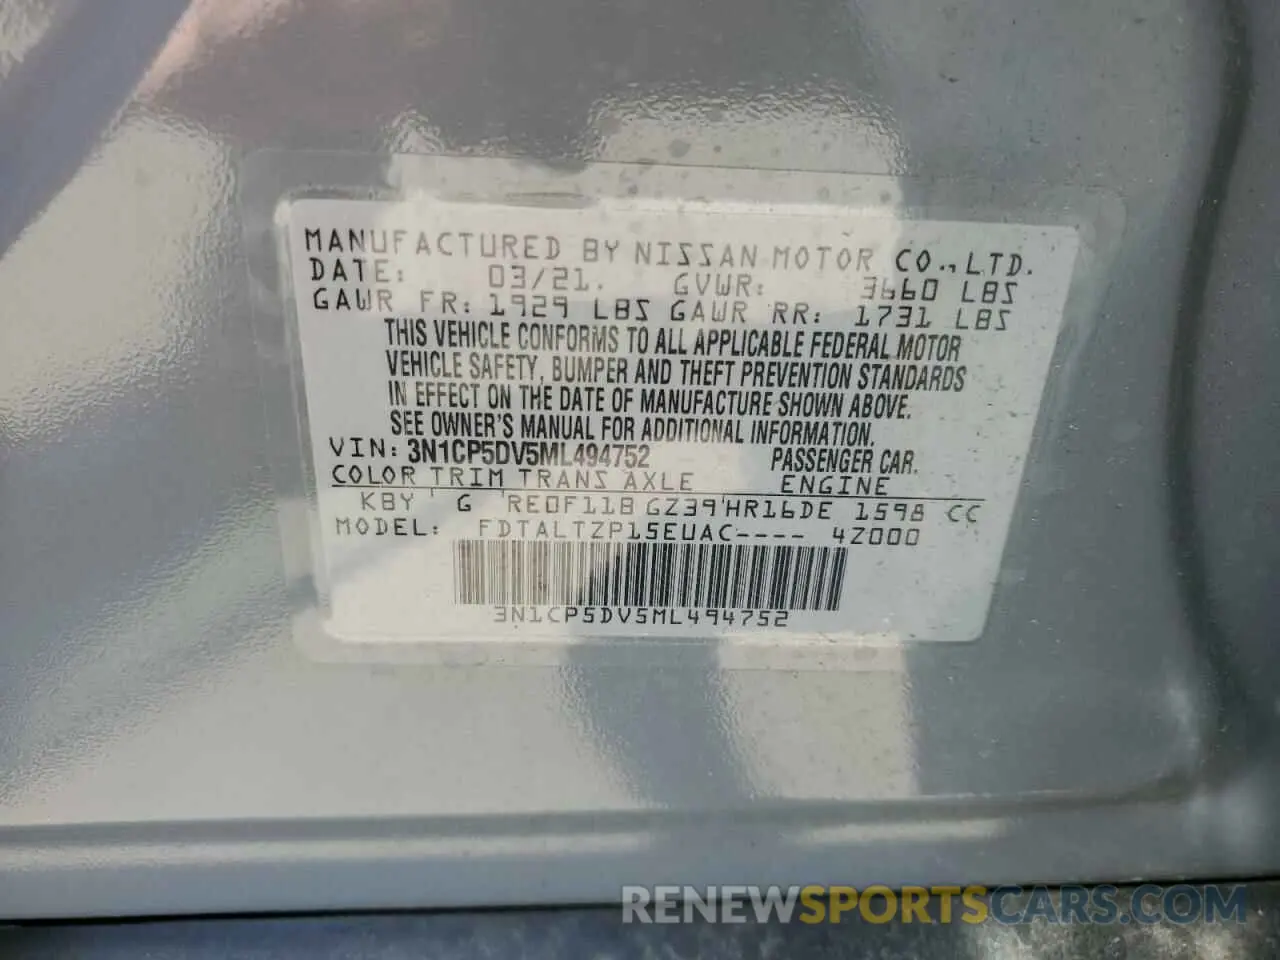 MANUFACTURED BY NISSAN MOTOR CO., LTD.
DATE: 03/21. GVWR: 3660 LBS
GAWR FR: 1929 LBS GAWR RR: 1731 LBS
THIS VEHICLE CONFORMS TO ALL APPLICABLE FEDERAL MOTOR
VEHICLE SAFETY, BUMPER AND THEFT PREVENTION STANDARDS
IN EFFECT ON THE DATE OF MANUFACTURE SHOWN ABOVE.
SEE OWNER'S MANUAL FOR ADDITIONAL INFORMATION.
VIN: 3N1CP5DV5ML494752 PASSENGER CAR.
COLOR TRIM TRANS AXLE ENGINE
KBY G RE0F11B GZ39 HR16DE 1598 CC
MODEL: FDTALTZP15EUAC---- 4Z000
3N1CP5DV5ML494752
RENEWSPORTSCARS.COM